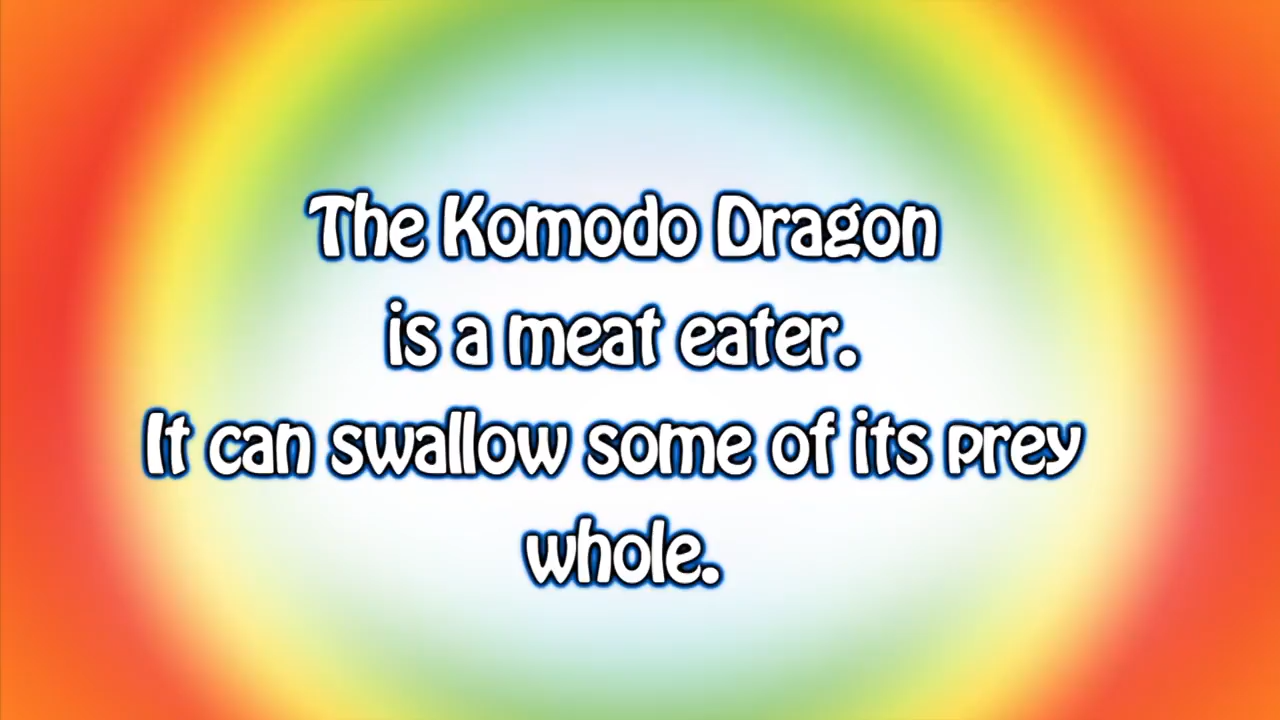 The Komodo Dragon
is a meat eater.
It can swallow some of its prey
whole.